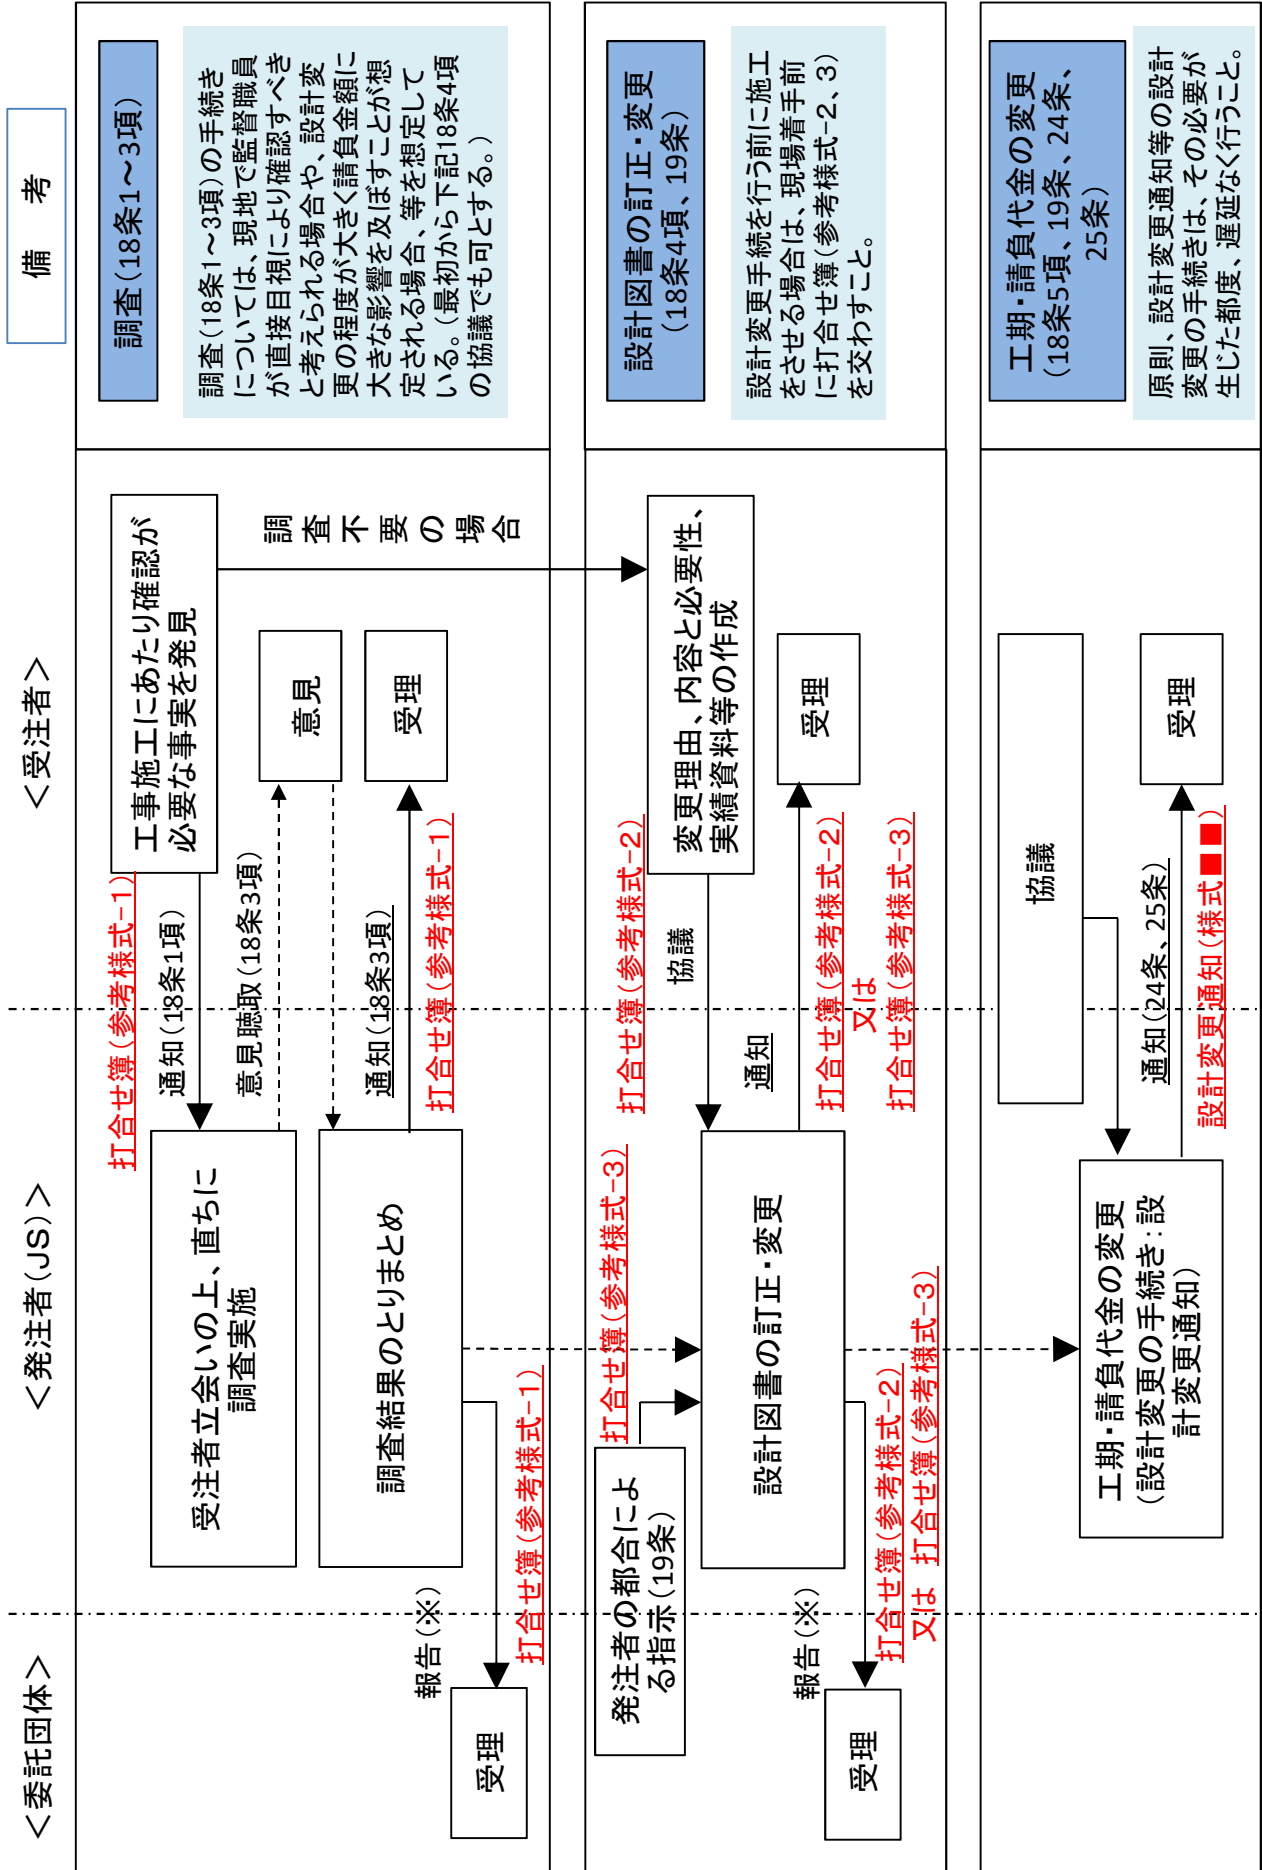 ＜委託団体＞
＜発注者(JS)＞
＜受注者＞
備　考
工事施工にあたり確認が
必要な事実を発見
打合せ簿(参考様式-1)
通知(18条1項)
受注者立会いの上、直ちに
調査実施
意見聴取(18条3項)
意見
調査結果のとりまとめ
通知(18条3項)
打合せ簿(参考様式-1)
受理
報告(※)
打合せ簿(参考様式-1)
受理
調査不要の場合
調査(18条1～3項)
調査(18条1～3項)の手続き
については、現地で監督職員
が直接目視により確認すべき
と考えられる場合や、設計変
更の程度が大きく請負金額に
大きな影響を及ぼすことが想
定される場合、等を想定して
いる。(最初から下記18条4項
の協議でも可とする。)
発注者の都合によ
る指示(19条)
打合せ簿(参考様式-3)
変更理由、内容と必要性、
実績資料等の作成
打合せ簿(参考様式-2)
協議
設計図書の訂正・変更
通知
打合せ簿(参考様式-2)
又は
打合せ簿(参考様式-3)
受理
報告(※)
打合せ簿(参考様式-2)
又は 打合せ簿(参考様式-3)
受理
設計図書の訂正・変更
(18条4項、19条)
設計変更手続を行う前に施工
をさせる場合は、現場着手前
に打合せ簿(参考様式-2、3)
を交わすこと。
協議
工期・請負代金の変更
(設計変更の手続き：設
計変更通知)
通知(24条、25条)
設計変更通知(様式■■)
受理
工期・請負代金の変更
(18条5項、19条、24条、
25条)
原則、設計変更通知等の設計
変更の手続きは、その必要が
生じた都度、遅延なく行うこと。